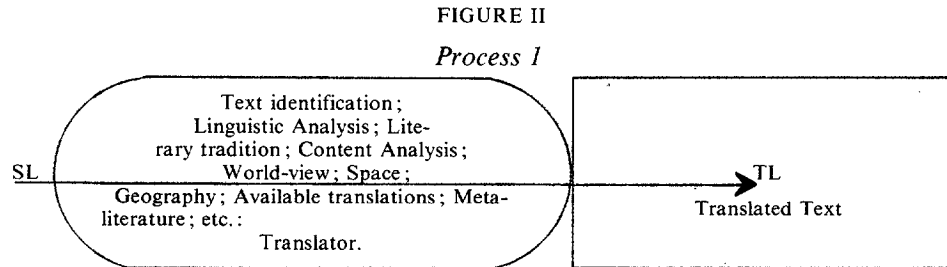 FIGURE II
Process 1
Text identification;
Linguistic Analysis; Lite-
rary tradition; Content Analysis;
World-view; Space;
SL
TL
Geography; Available translations; Meta-
literature; etc.:
Translator.
Translated Text